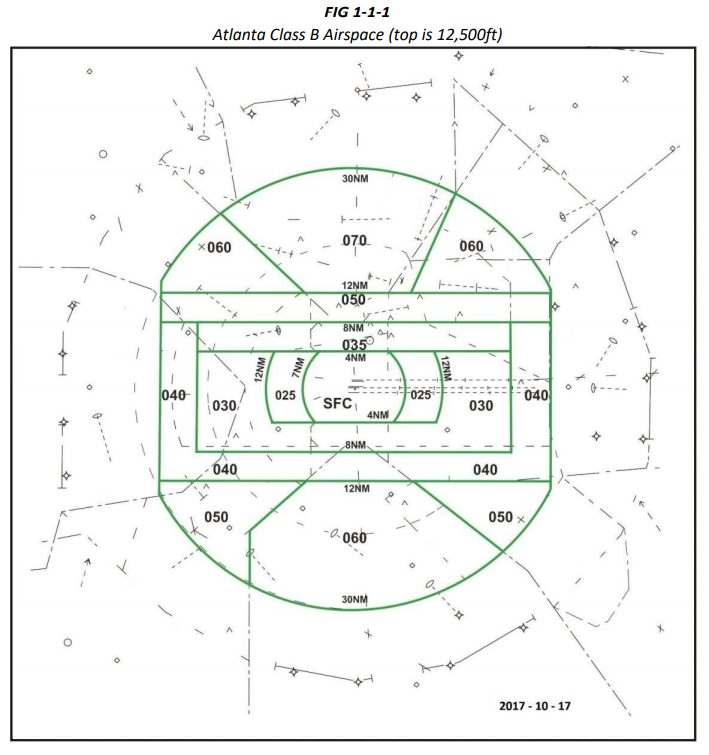 FIG 1-1-1
Atlanta Class B Airspace (top is 12,500ft)
30NM
060
070
060
12NM
050
8NM
035
4NM
12NM
7NM
12NM
040
030
025
SFC
025
030
040
4NM
8NM
040
040
12NM
050
060
050
30NM
2017 - 10 - 17